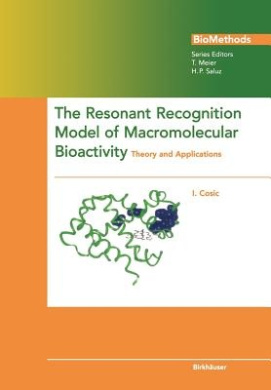 BioMethods
Series Editors
T. Meier
H. P. Saluz
The Resonant Recognition
Model of Macromolecular
Bioactivity Theory and Applications
I. Cosic
Birkhäuser